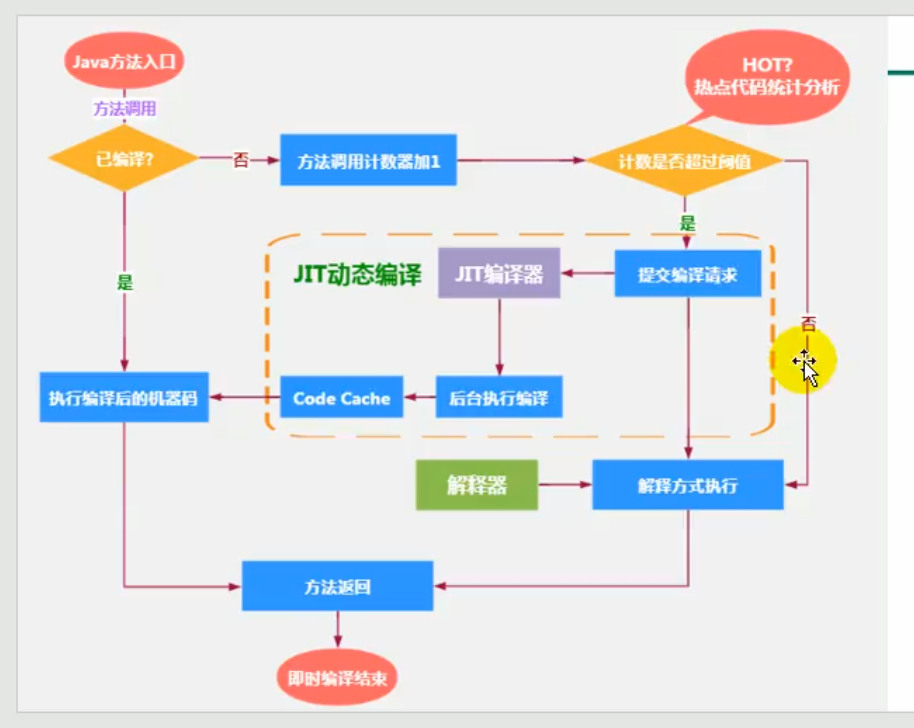 Java方法入口
方法调用
已编译?
否
方法调用计数器加1
HOT?
热点代码统计分析
计数是否超过阈值
是
否
是
JIT动态编译
JIT编译器
提交编译请求
执行编译后的机器码
Code Cache
后台执行编译
解释器
解释方式执行
方法返回
即时编译结束